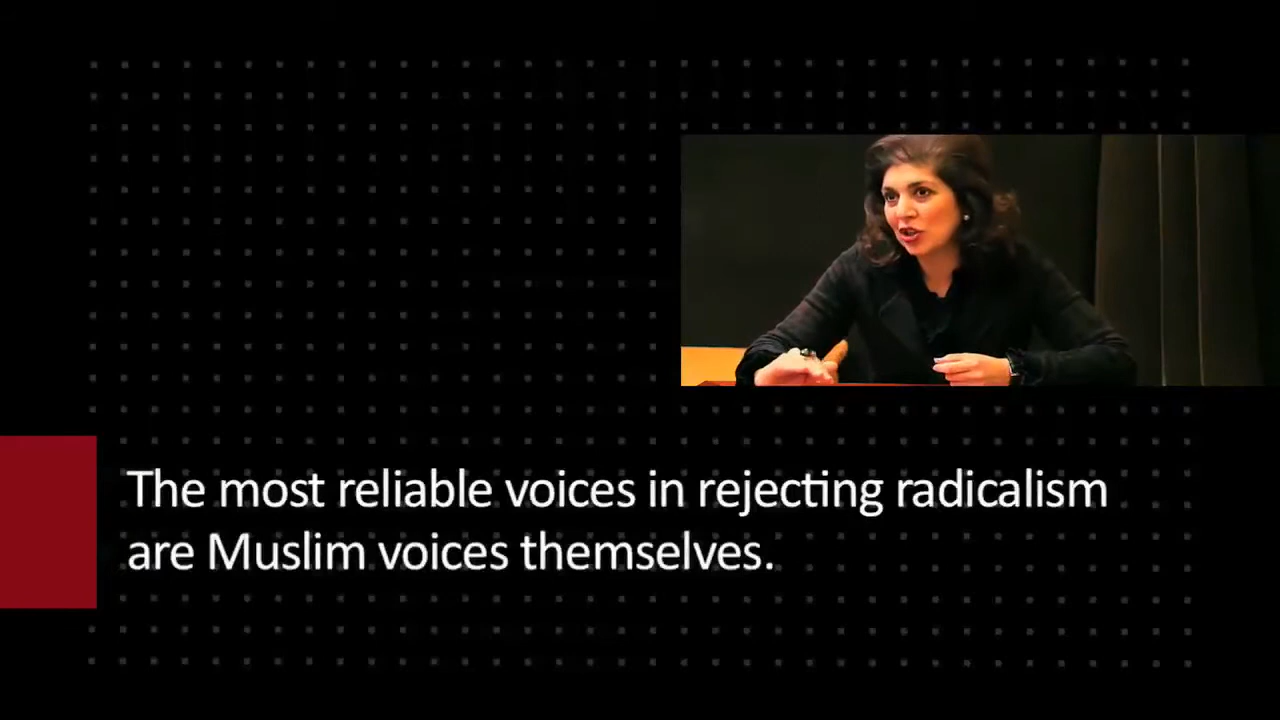 The most reliable voices in rejecting radicalism
are Muslim voices themselves.